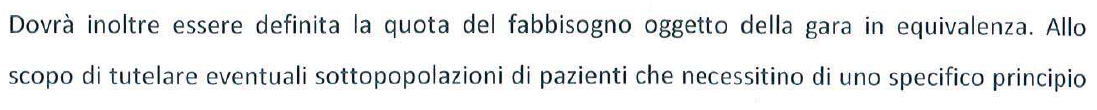 Dovrà inoltre essere definita la quota del fabbisogno oggetto della gara in equivalenza. Allo
scopo di tutelare eventuali sottopopolazioni di pazienti che necessitino di uno specifico principio